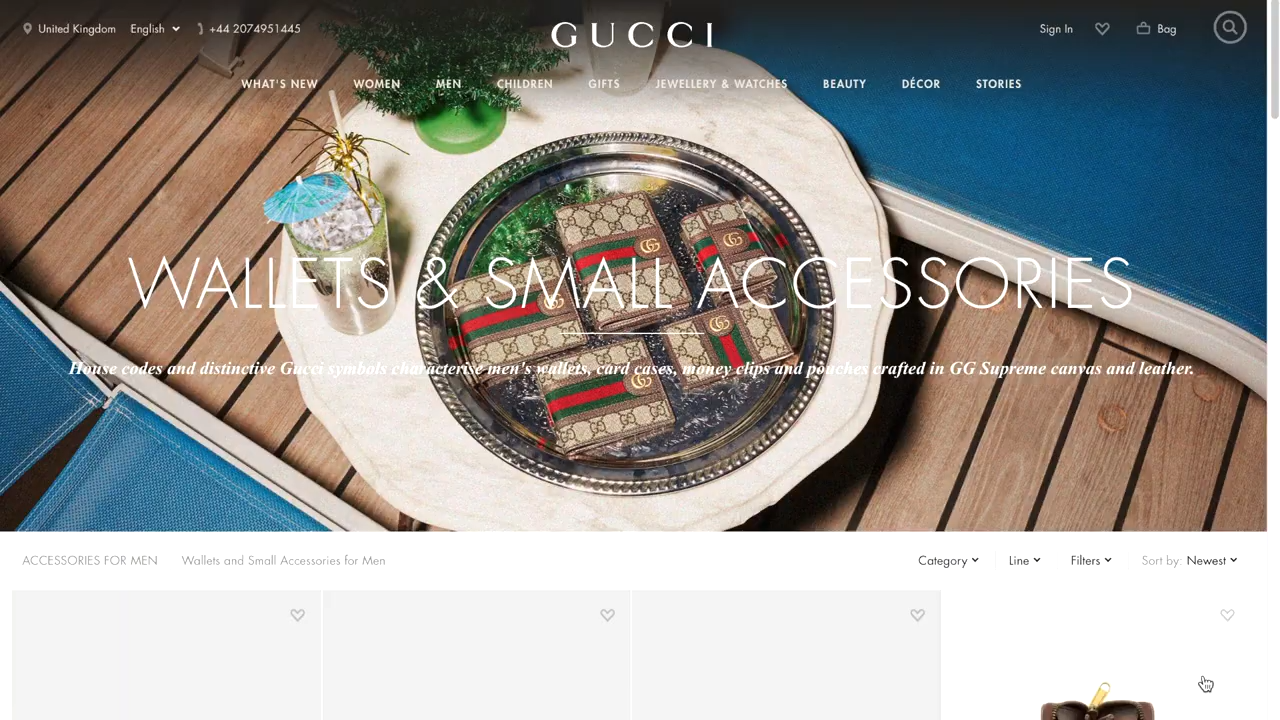 United Kingdom English +44 2074951445 GUCCI Sign In Bag
WHAT'S NEW WOMEN MEN CHILDREN GIFTS JEWELLERY & WATCHES BEAUTY DÉCOR STORIES
WALLETS & SMALL ACCESSORIES
House codes and distinctive Gucci symbols characterise men's wallets, card cases, money clips and pouches crafted in GG Supreme canvas and leather.
ACCESSORIES FOR MEN Wallets and Small Accessories for Men Category Line Filters Sort by: Newest